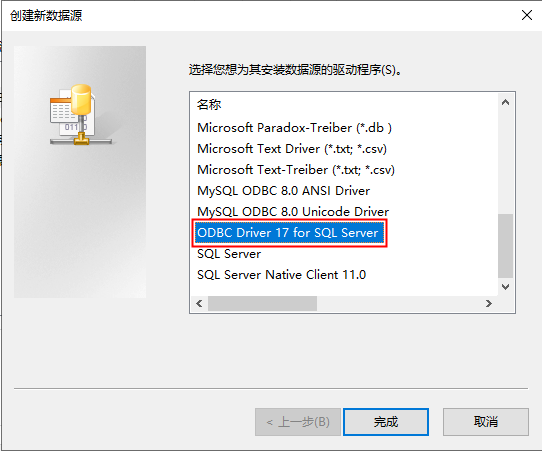 创建新数据源
选择您想为其安装数据源的驱动程序(S)。
名称
Microsoft Paradox-Treiber (*.db )
Microsoft Text Driver (*.txt; *.csv)
Microsoft Text-Treiber (*.txt; *.csv)
MySQL ODBC 8.0 ANSI Driver
MySQL ODBC 8.0 Unicode Driver
ODBC Driver 17 for SQL Server
SQL Server
SQL Server Native Client 11.0
< 上一步(B)
完成
取消